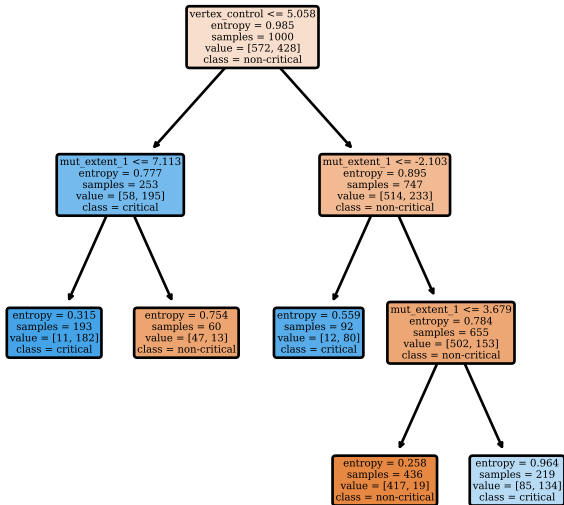 vertex_control <= 5.058
entropy = 0.985
samples = 1000
value = [572, 428]
class = non-critical
mut_extent_1 <= 7.113
entropy = 0.777
samples = 253
value = [58, 195]
class = critical
mut_extent_1 <= -2.103
entropy = 0.895
samples = 747
value = [514, 233]
class = non-critical
entropy = 0.315
samples = 193
value = [11, 182]
class = critical
entropy = 0.754
samples = 60
value = [47, 13]
class = non-critical
entropy = 0.559
samples = 92
value = [12, 80]
class = critical
mut_extent_1 <= 3.679
entropy = 0.784
samples = 655
value = [502, 153]
class = non-critical
entropy = 0.258
samples = 436
value = [417, 19]
class = non-critical
entropy = 0.964
samples = 219
value = [85, 134]
class = critical